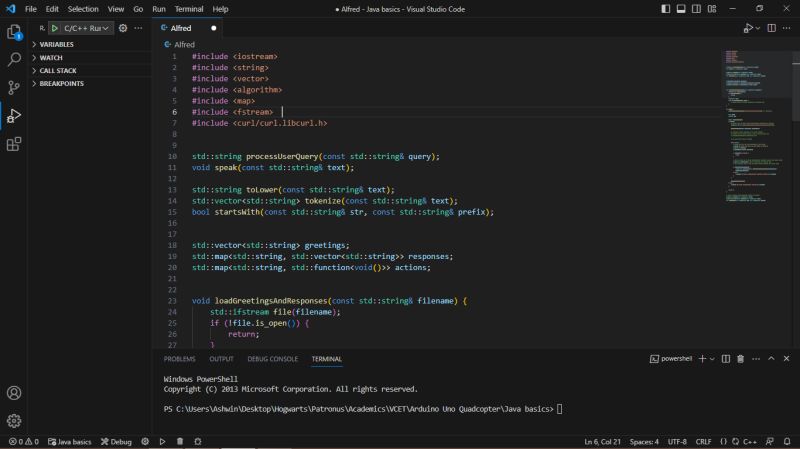 File Edit Selection View Go Run Terminal Help
● Alfred - Java basics - Visual Studio Code
R. C/C++ Rur
VARIABLES
WATCH
CALL STACK
BREAKPOINTS
Alfred
Alfred
1 #include <iostream>
2 #include <string>
3 #include <vector>
4 #include <algorithm>
5 #include <map>
6 #include <fstream>
7 #include <curl/curl.libcurl.h>
8
9
10 std::string processUserQuery(const std::string& query);
11 void speak(const std::string& text);
12
13 std::string toLower(const std::string& text);
14 std::vector<std::string> tokenize(const std::string& text);
15 bool startsWith(const std::string& str, const std::string& prefix);
16
17
18 std::vector<std::string> greetings;
19 std::map<std::string, std::vector<std::string>> responses;
20 std::map<std::string, std::function<void()>> actions;
21
22
23 void loadGreetingsAndResponses(const std::string& filename) {
24 std::ifstream file(filename);
25 if (!file.is_open()) {
26 return;
27 }
PROBLEMS OUTPUT DEBUG CONSOLE TERMINAL
powershell
Windows PowerShell
Copyright (C) 2013 Microsoft Corporation. All rights reserved.
PS C:\Users\Ashwin\Desktop\Hogwarts\Patronus\Academics\VCET\Arduino Uno Quadcopter\Java basics>
0 0 Java basics Debug
Ln 6, Col 21 Spaces: 4 UTF-8 CRLF {} C++